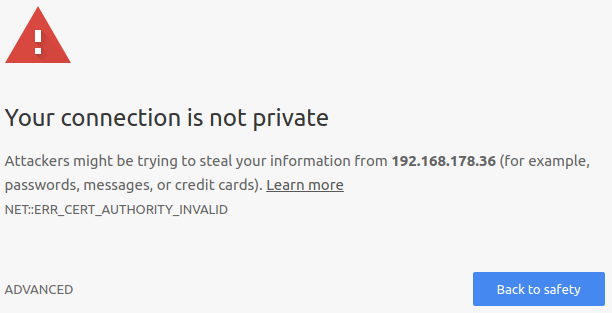 Your connection is not private
Attackers might be trying to steal your information from 192.168.178.36 (for example,
passwords, messages, or credit cards). Learn more
NET::ERR_CERT_AUTHORITY_INVALID
ADVANCED
Back to safety